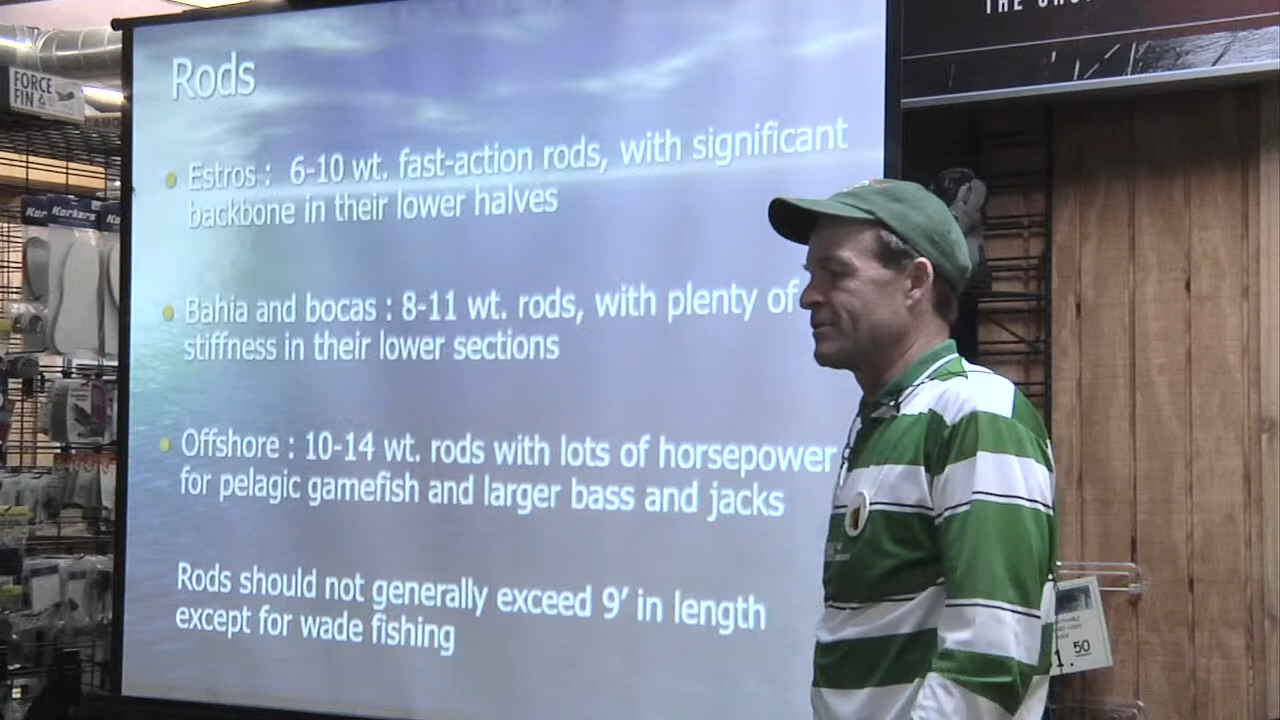 Rods
Estros : 6-10 wt. fast-action rods, with significant
backbone in their lower halves
Bahia and bocas : 8-11 wt. rods, with plenty of
stiffness in their lower sections
Offshore : 10-14 wt. rods with lots of horsepower
for pelagic gamefish and larger bass and jacks
Rods should not generally exceed 9' in length
except for wade fishing
FORCE
FIN
Korkers
THE
50